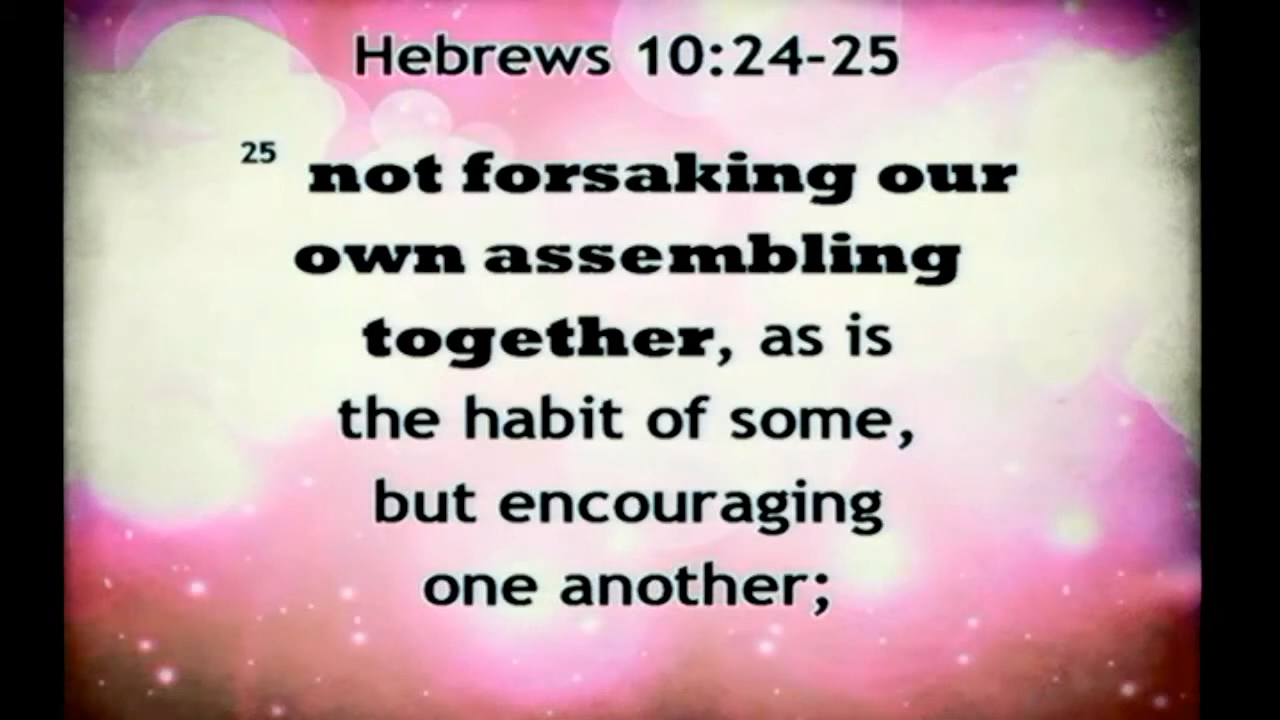 Hebrews 10:24-25
25 not forsaking our
own assembling
together, as is
the habit of some,
but encouraging
one another;